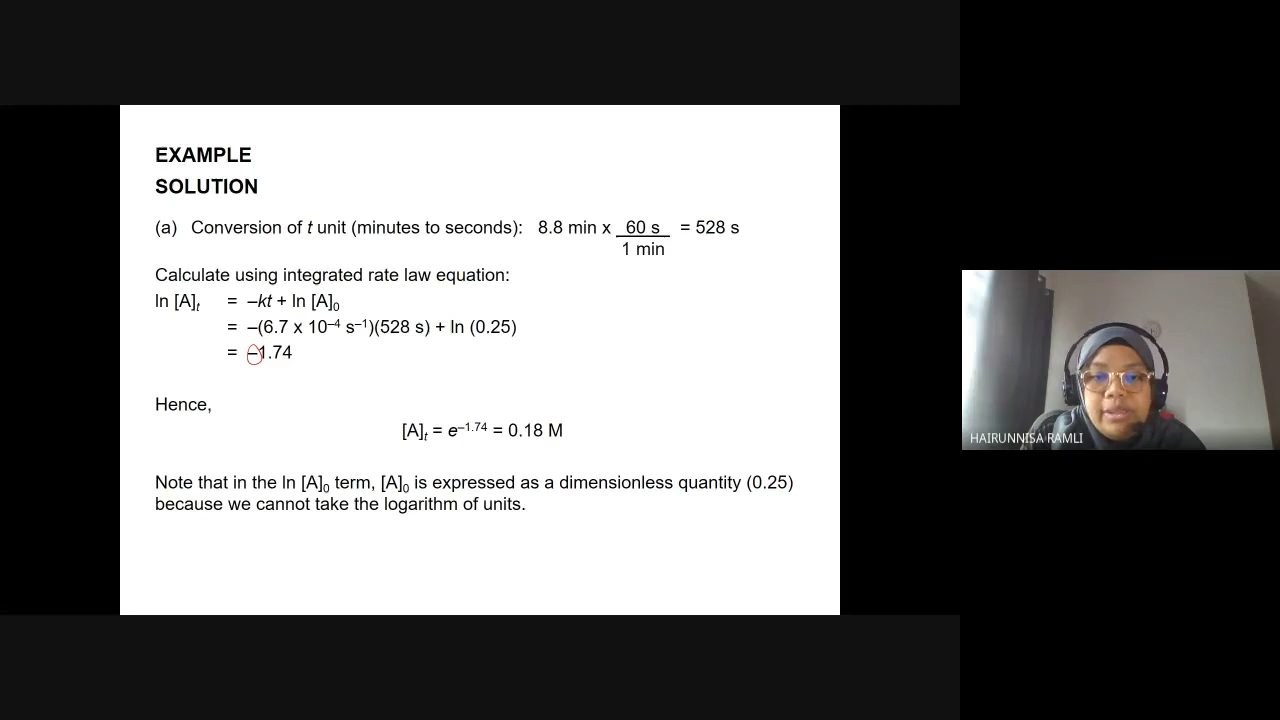 EXAMPLE
SOLUTION
(a) Conversion of t unit (minutes to seconds): 8.8 min x 60 s / 1 min = 528 s
Calculate using integrated rate law equation:
ln [A]t = –kt + ln [A]0
= –(6.7 x 10–4 s–1)(528 s) + ln (0.25)
= –1.74
Hence,
[A]t = e–1.74 = 0.18 M
Note that in the ln [A]0 term, [A]0 is expressed as a dimensionless quantity (0.25)
because we cannot take the logarithm of units.
HAIRUNNISA RAMLI